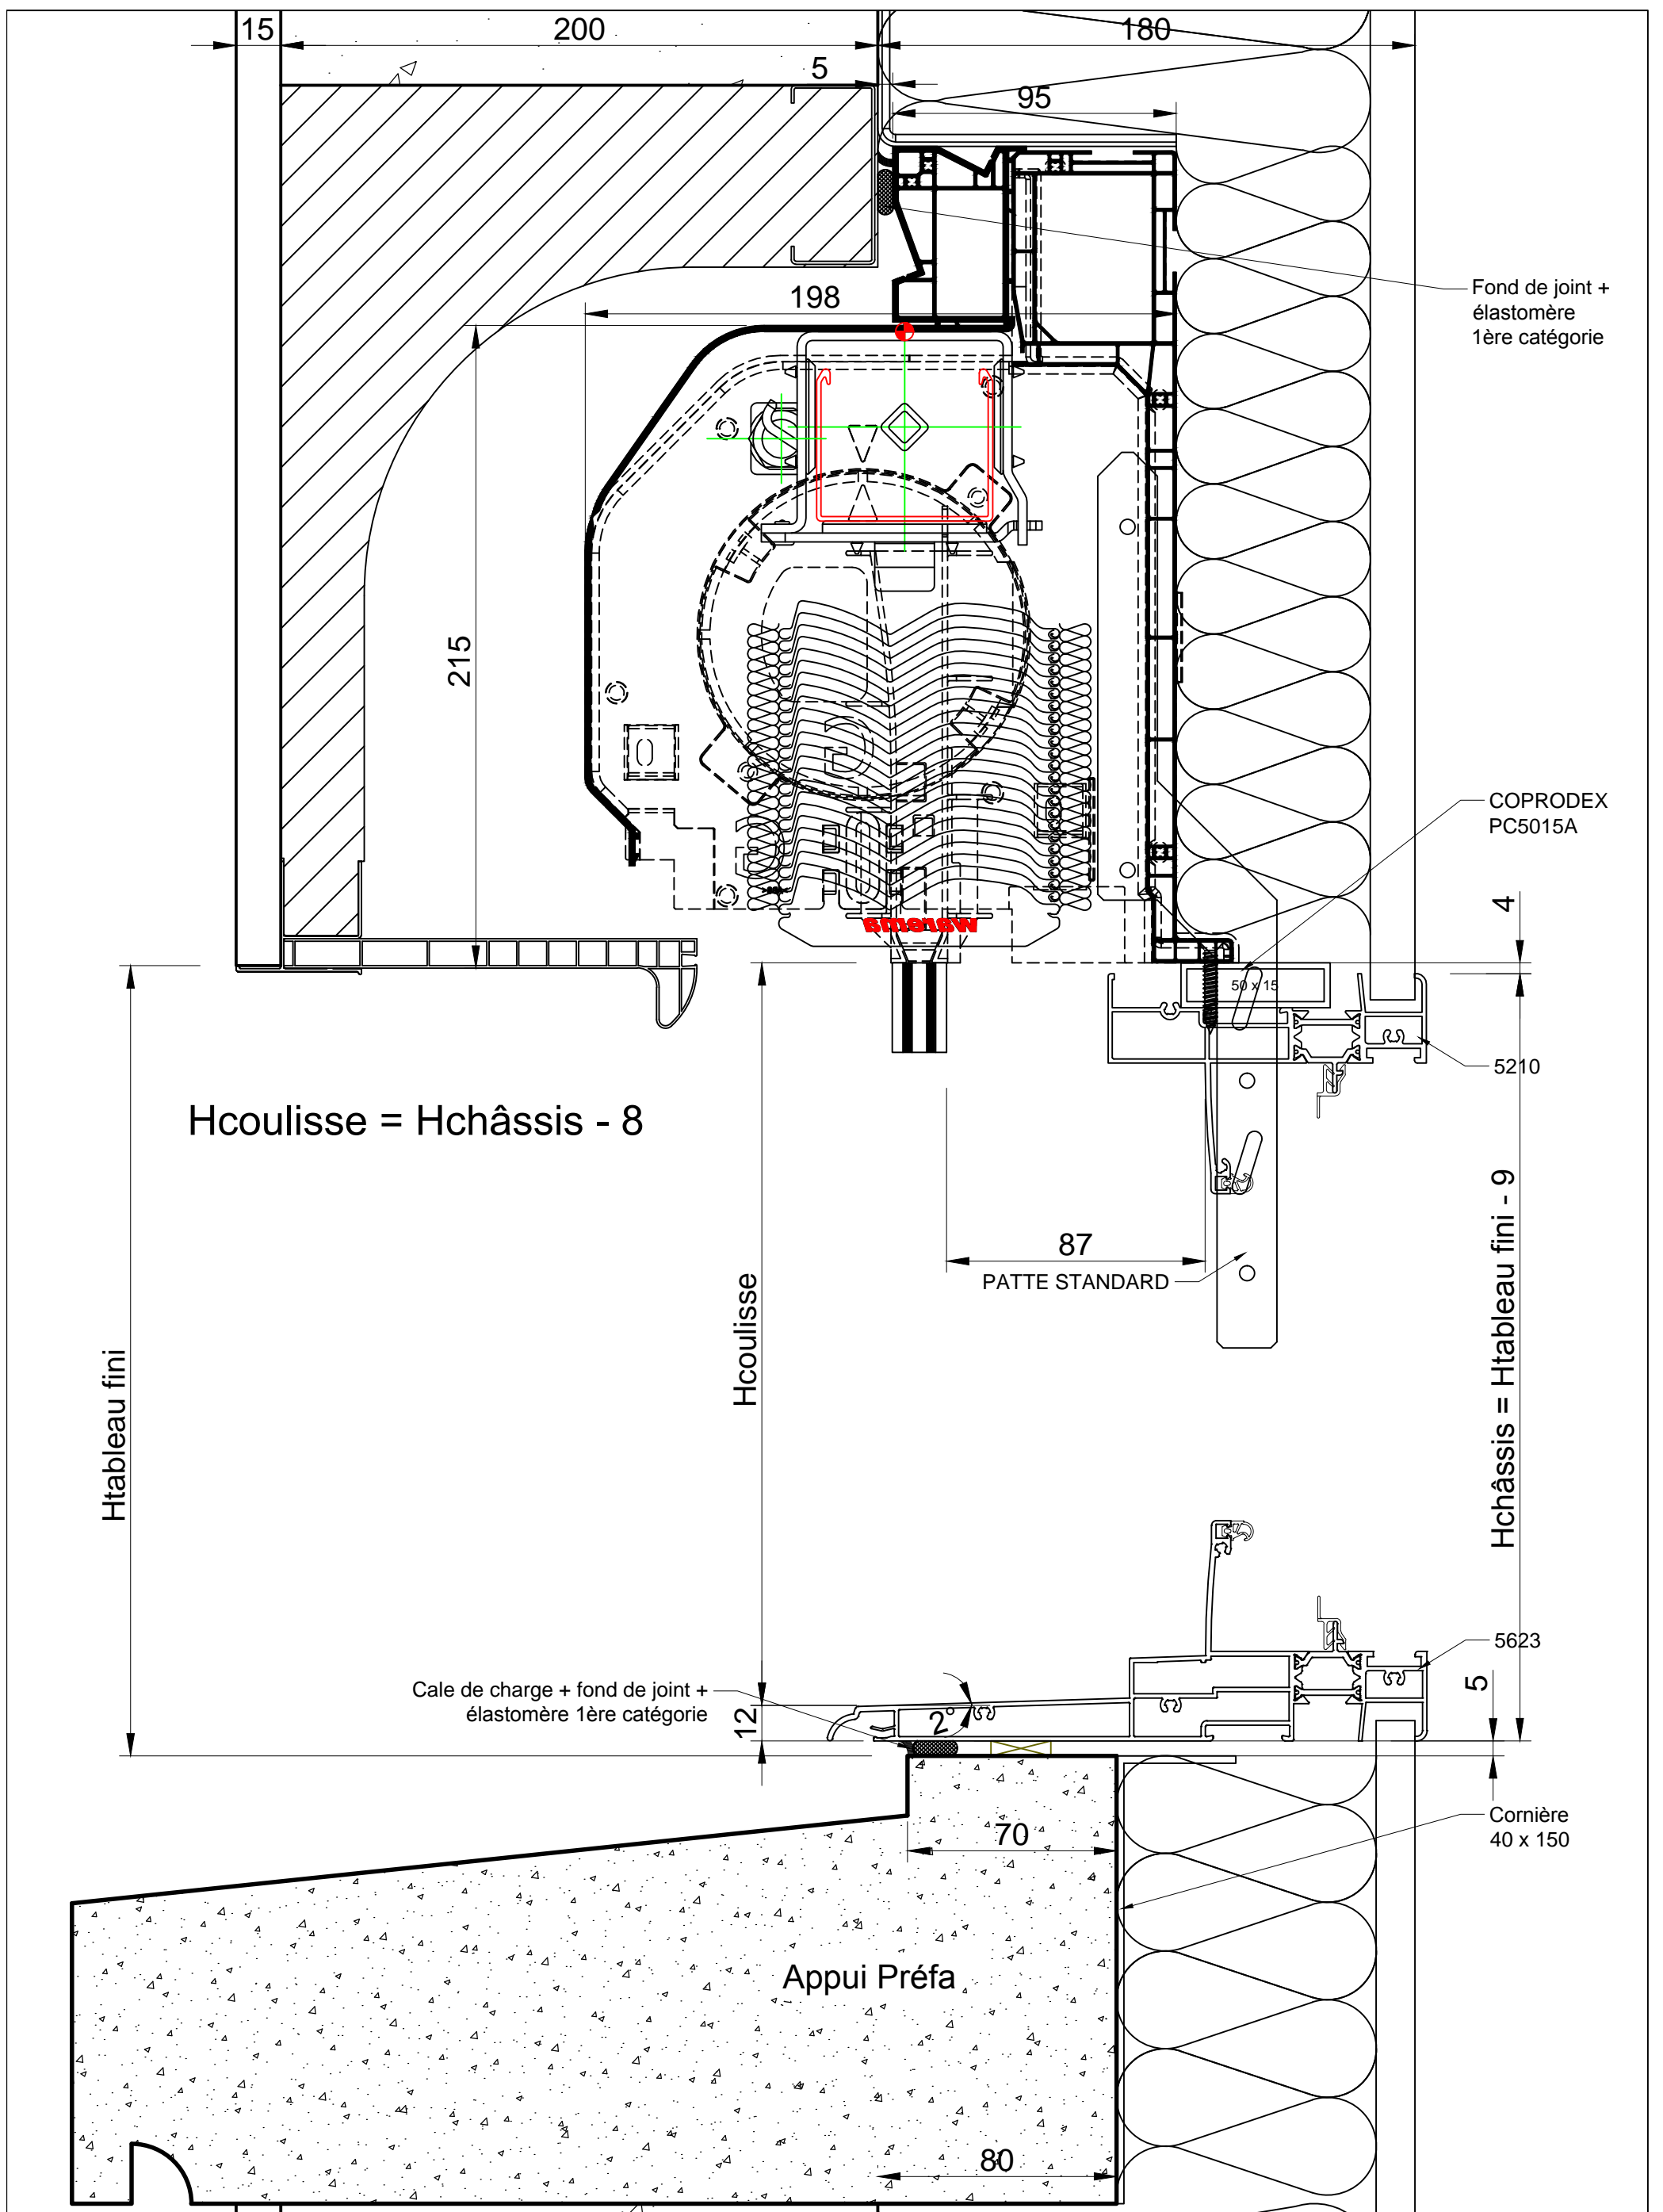 15
200
180
5
95
198
Fond de joint +
élastomère
1ère catégorie
215
COPRODEX
PC5015A
4
50 x 15
5210
Hcoulisse = Hchâssis - 8
87
PATTE STANDARD
Htableau fini
Hcoulisse
Hchâssis = Htableau fini - 9
5623
5
Cale de charge + fond de joint +
élastomère 1ère catégorie
12
2°
70
Cornière
40 x 150
Appui Préfa
80